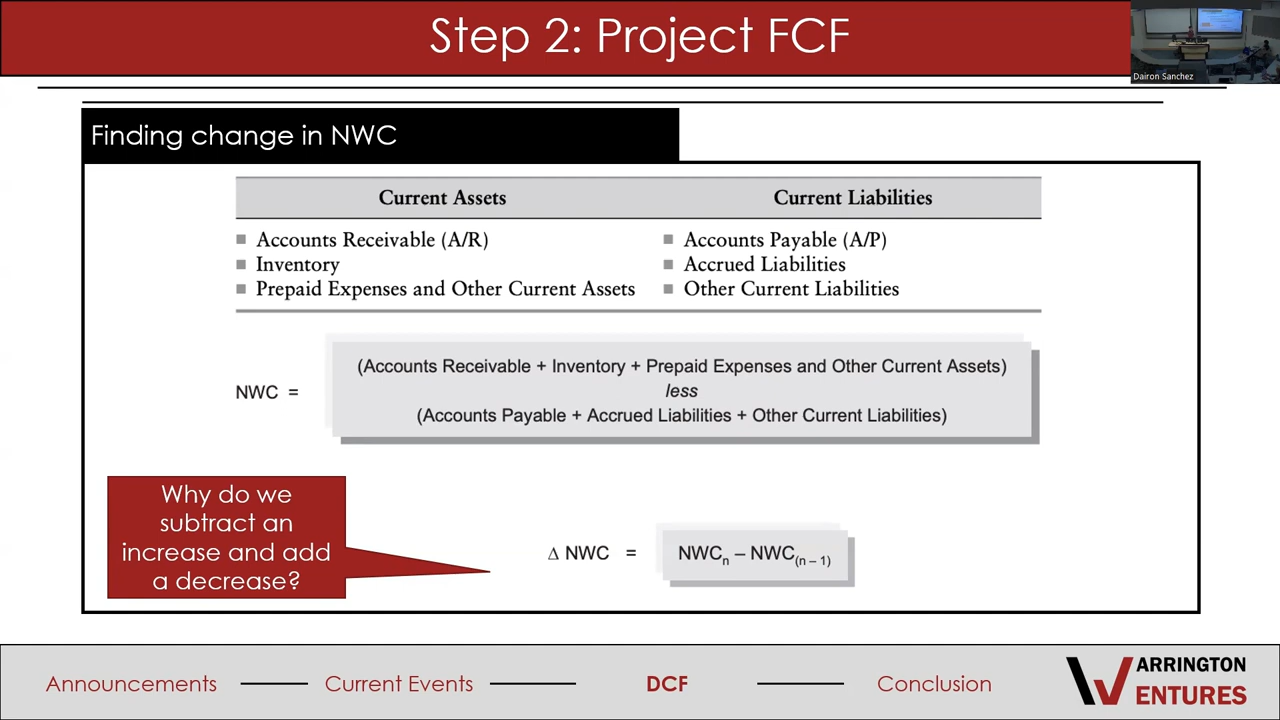 Step 2: Project FCF
Dairon Sanchez
Finding change in NWC
Current Assets
Current Liabilities
Accounts Receivable (A/R)
Accounts Payable (A/P)
Inventory
Accrued Liabilities
Prepaid Expenses and Other Current Assets
Other Current Liabilities
(Accounts Receivable + Inventory + Prepaid Expenses and Other Current Assets)
NWC =
less
(Accounts Payable + Accrued Liabilities + Other Current Liabilities)
Why do we
subtract an
increase and add
a decrease?
Δ NWC = NWCn – NWC(n – 1)
Announcements
Current Events
DCF
Conclusion
WARRINGTON
VENTURES